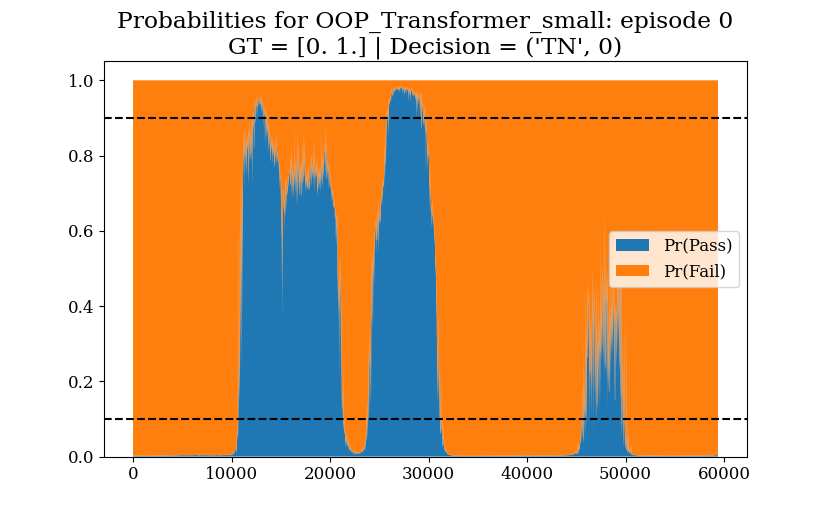 Probabilities for OOP_Transformer_small: episode 0
GT = [0. 1.] | Decision = ('TN', 0)
1.0
0.8
0.6
0.4
0.2
0.0
Pr(Pass)
Pr(Fail)
0 10000 20000 30000 40000 50000 60000